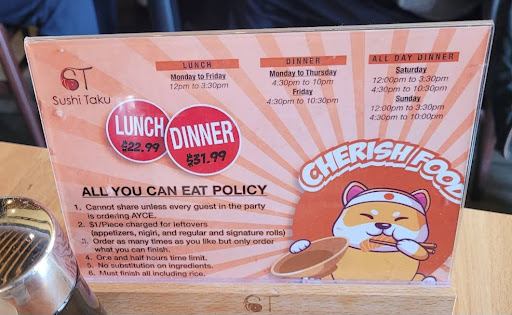 ST
Sushi Taku
LUNCH
Monday to Friday
12pm to 3:30pm
DINNER
Monday to Thursday
4:30pm to 10pm
Friday
4:30pm to 10:30pm
ALL DAY DINNER
Saturday
12:00pm to 3:30pm
4:30pm to 10:30pm
Sunday
12:00pm to 3:30pm
4:30pm to 10:00pm
LUNCH
$22.99
DINNER
$31.99
CHERISH FOOD
ALL YOU CAN EAT POLICY
1. Cannot share unless every guest in the party
is ordering AYCE.
2. $1/Piece charged for leftovers
(appetizers, nigiri, and regular and signature rolls)
3. Order as many times as you like but only order
what you can finish.
4. One and half hours time limit.
5. No substitution on ingredients.
6. Must finish all including rice.
ST